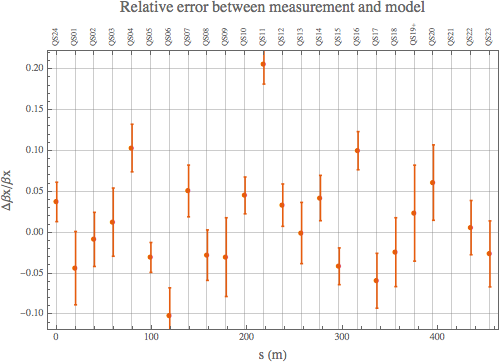 Relative error between measurement and model
QS24 QS01 QS02 QS03 QS04 QS05 QS06 QS07 QS08 QS09 QS10 QS11 QS12 QS13 QS14 QS15 QS16 QS17 QS18 QS19+ QS20 QS21 QS22 QS23
0.20
0.15
0.10
0.05
0.00
-0.05
-0.10
Δβx/βx
0 100 200 300 400
s (m)